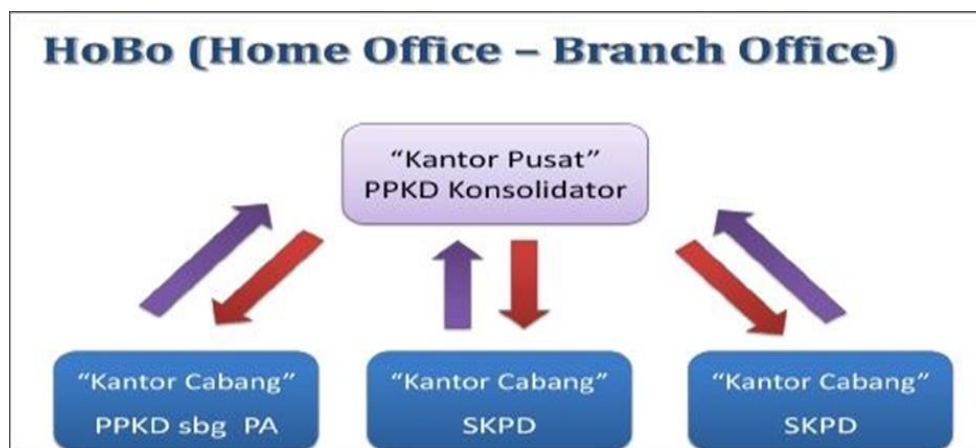 HoBo (Home Office – Branch Office)
“Kantor Pusat”
PPKD Konsolidator
“Kantor Cabang”
PPKD sbg PA
“Kantor Cabang”
SKPD
“Kantor Cabang”
SKPD